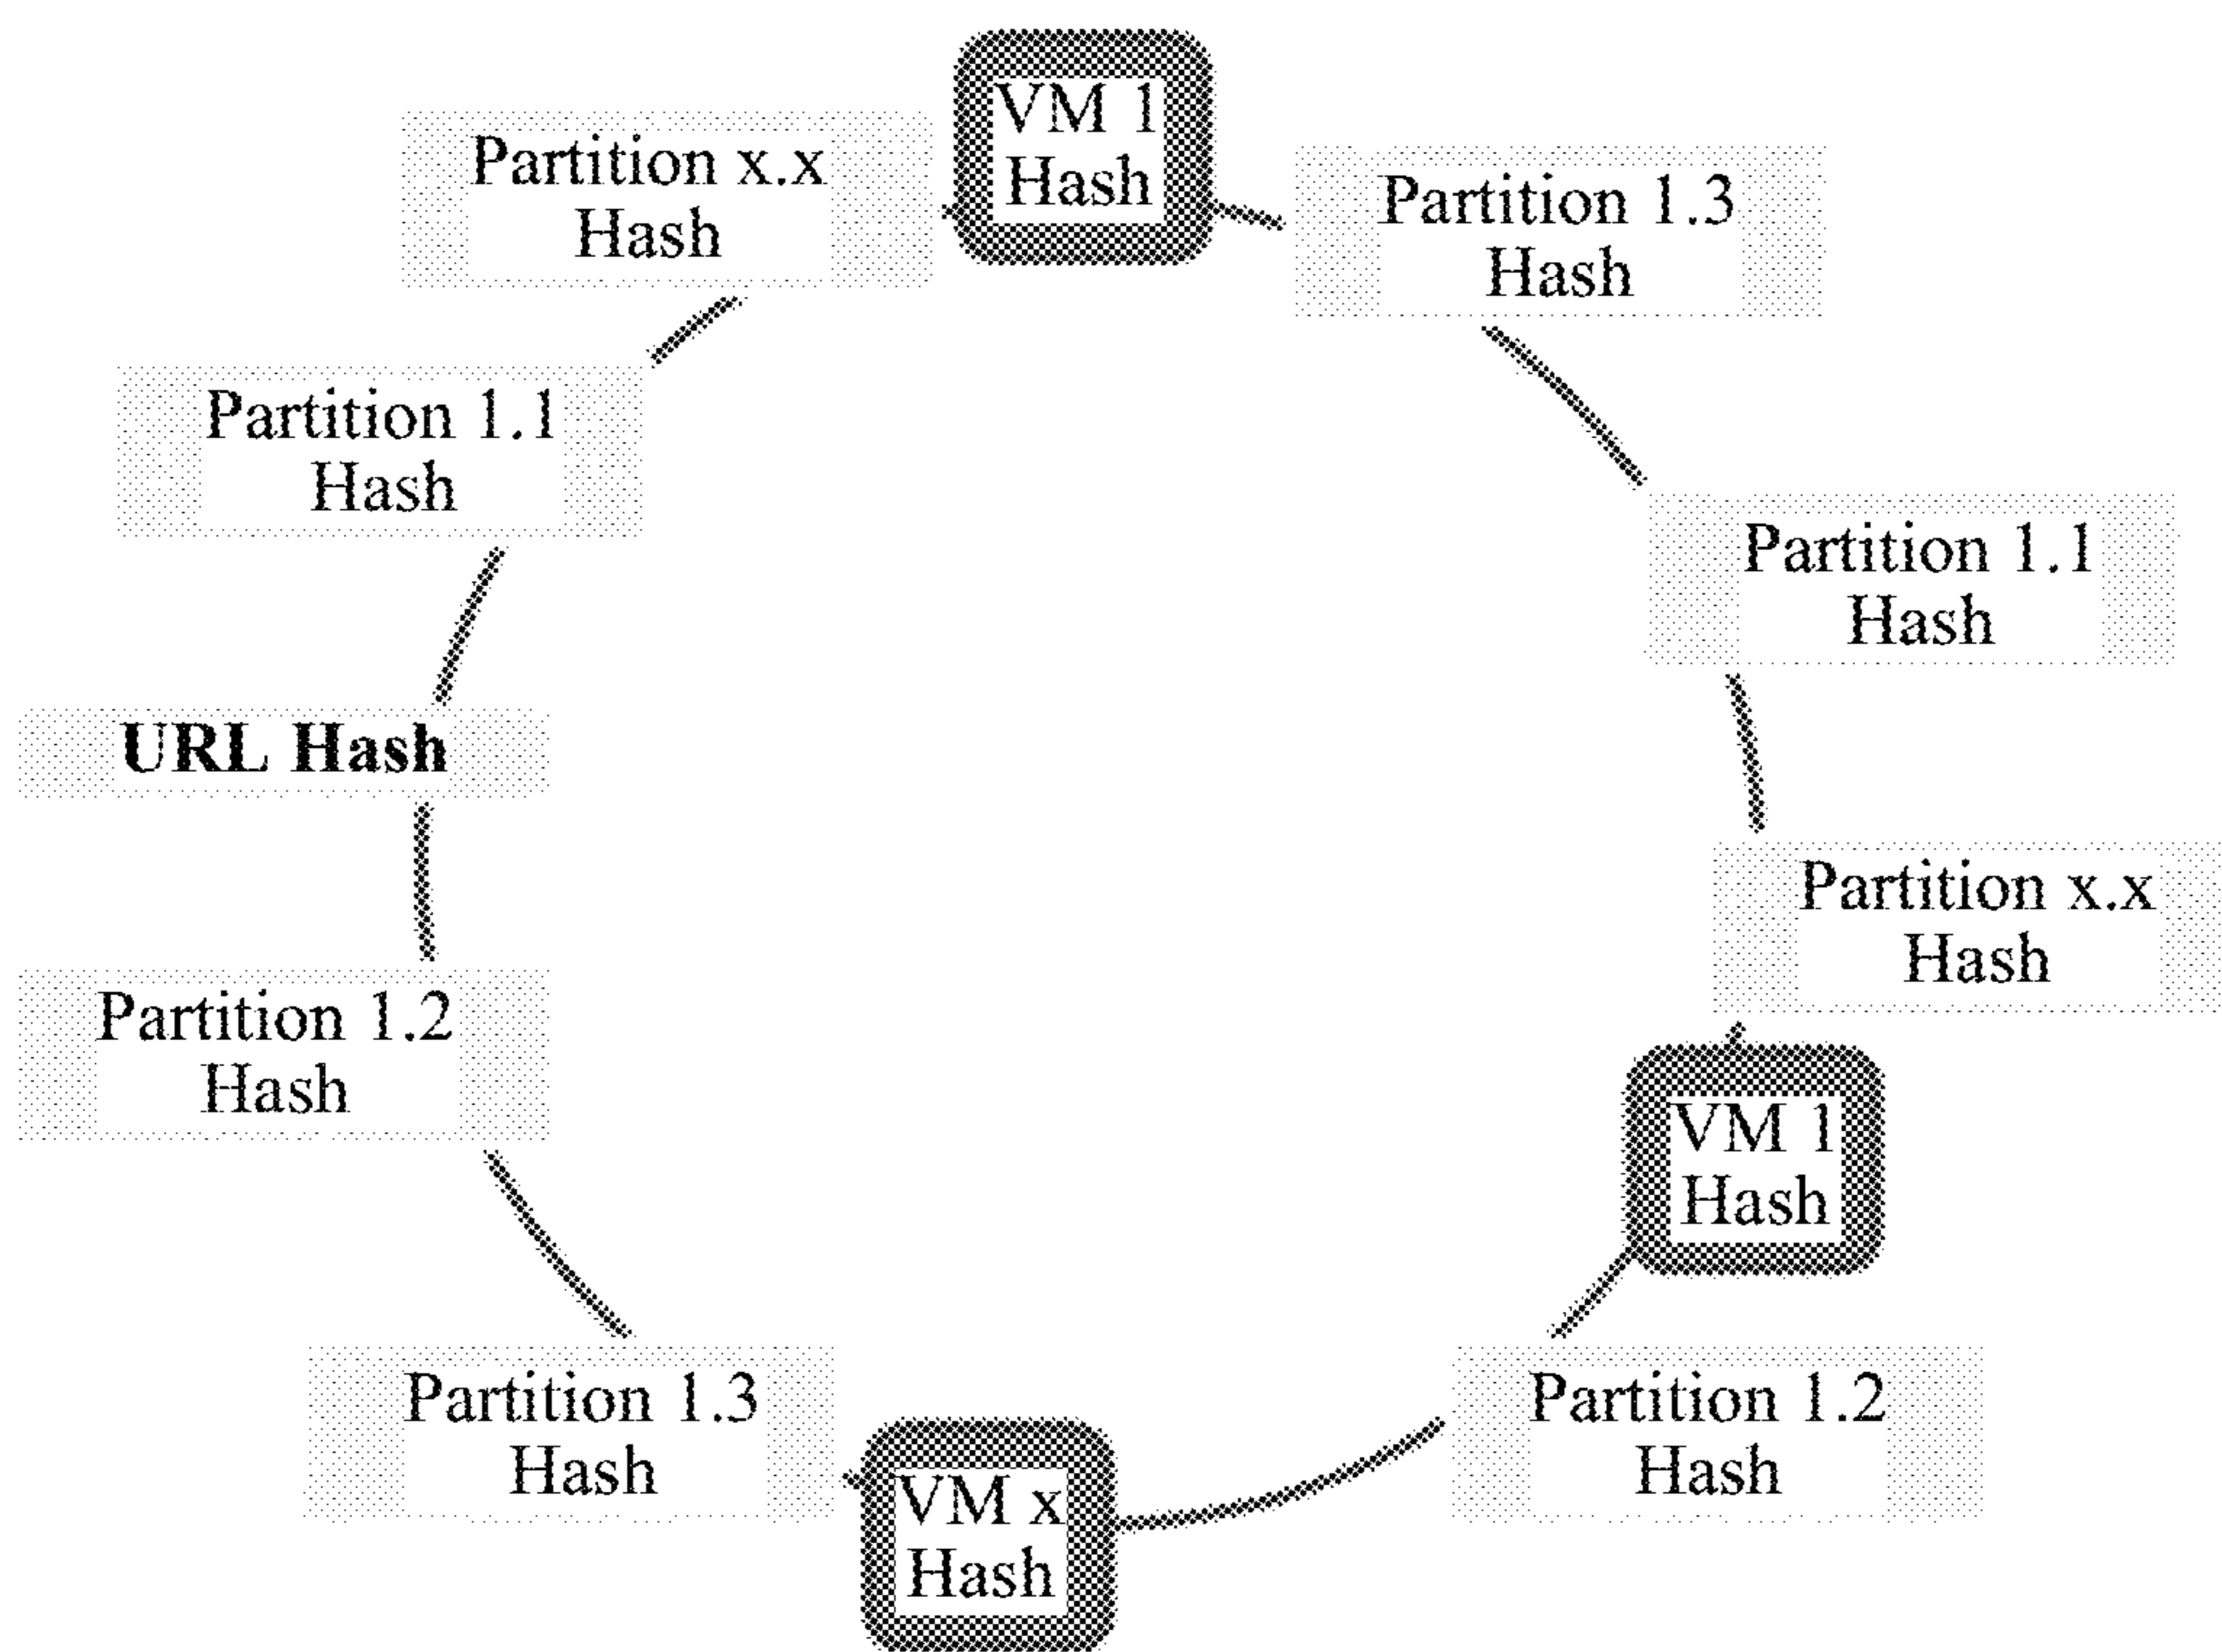 VM 1
Hash
Partition x.x
Hash
Partition 1.3
Hash
Partition 1.1
Hash
Partition 1.1
Hash
URL Hash
Partition x.x
Hash
Partition 1.2
Hash
VM 1
Hash
Partition 1.3
Hash
Partition 1.2
Hash
VM x
Hash